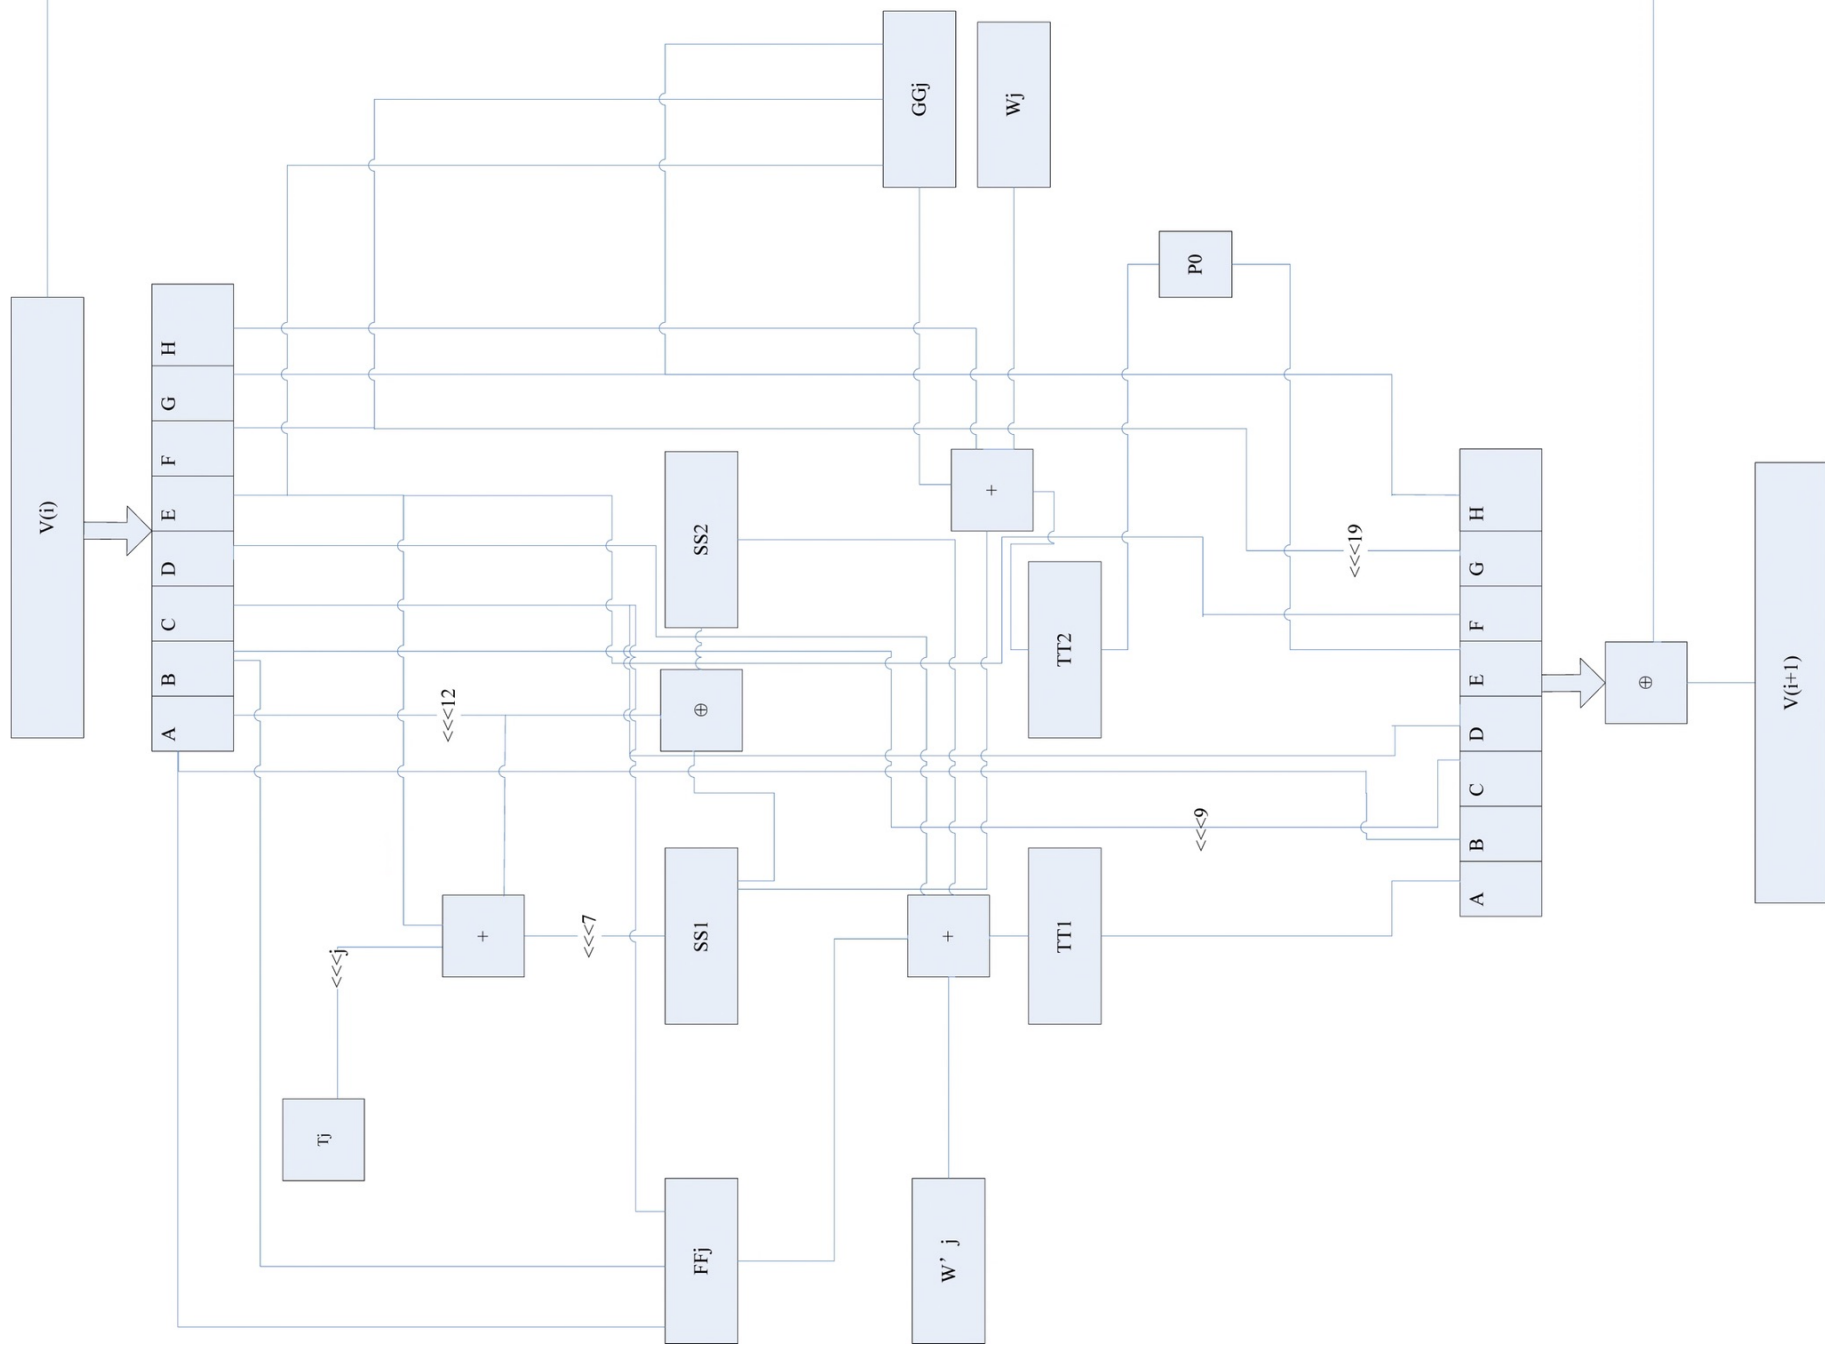 V(i)
A B C D E F G H
Tj
<<<j
<<<12
+
<<<7
FFj
SS1
⊕
SS2
GGj
W’ j
+
+
Wj
TT1
TT2
P0
<<<9
<<<19
A B C D E F G H
⊕
V(i+1)